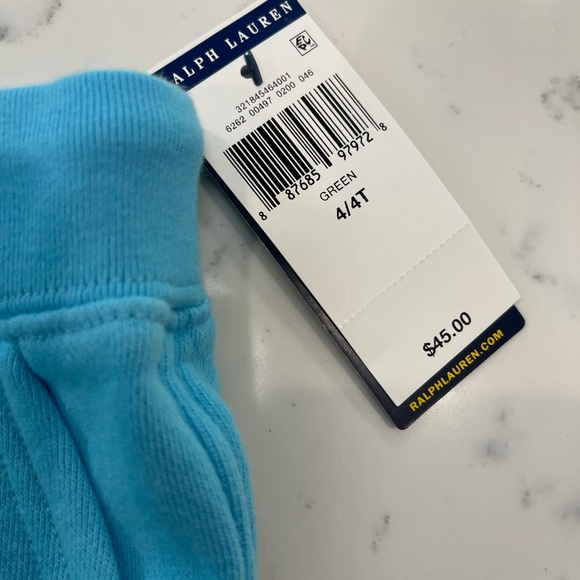 RALPH LAUREN
321845464001
6262 00497 0200 046
8 87685 97972 8
GREEN
4/4T
$45.00
RALPHLAUREN.COM